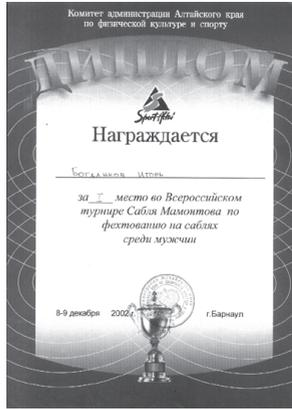 Комитет администрации Алтайского края
по физической культуре и спорту
ДИПЛОМ
Награждается
Игорь
за I место во Всероссийском
турнире Сабля Мамонтова по
фехтованию на саблях
среди мужчин
8-9 декабря 2002 г. г.Барнаул